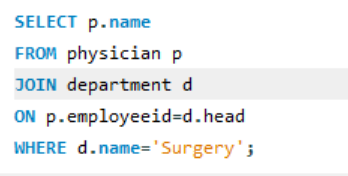 SELECT p.name
FROM physician p
JOIN department d
ON p.employeeid=d.head
WHERE d.name='Surgery';